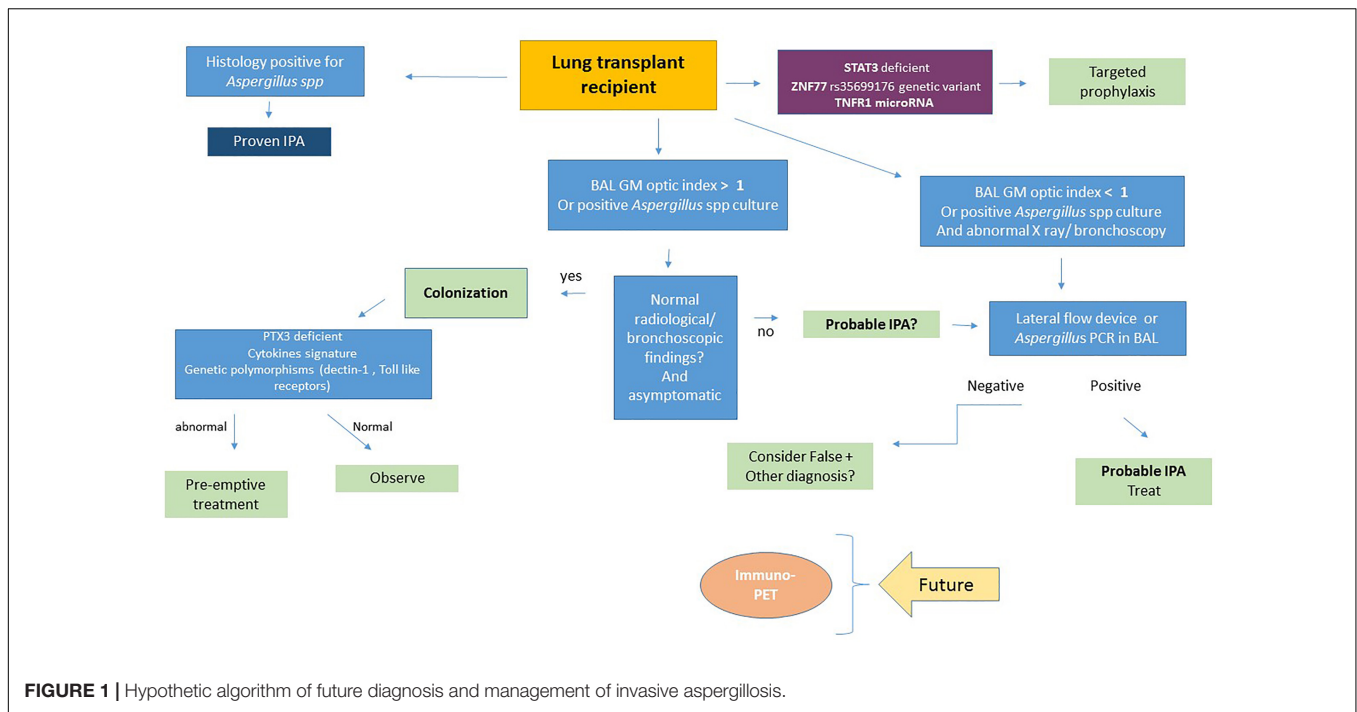 Histology positive for
Aspergillus spp
Proven IPA
Lung transplant
recipient
STAT3 deficient
ZNF77 rs35699176 genetic variant
TNFR1 microRNA
Targeted
prophylaxis
BAL GM optic index > 1
Or positive Aspergillus spp culture
BAL GM optic index < 1
Or positive Aspergillus spp culture
And abnormal X ray/ bronchoscopy
Normal
radiological/
bronchoscopic
findings?
And
asymptomatic
yes
Colonization
no
Probable IPA?
Lateral flow device or
Aspergillus PCR in BAL
PTX3 deficient
Cytokines signature
Genetic polymorphisms (dectin-1 , Toll like
receptors)
abnormal
Normal
Pre-emptive
treatment
Observe
Negative
Positive
Consider False +
Other diagnosis?
Probable IPA
Treat
Immuno-
PET
Future
FIGURE 1 | Hypothetic algorithm of future diagnosis and management of invasive aspergillosis.